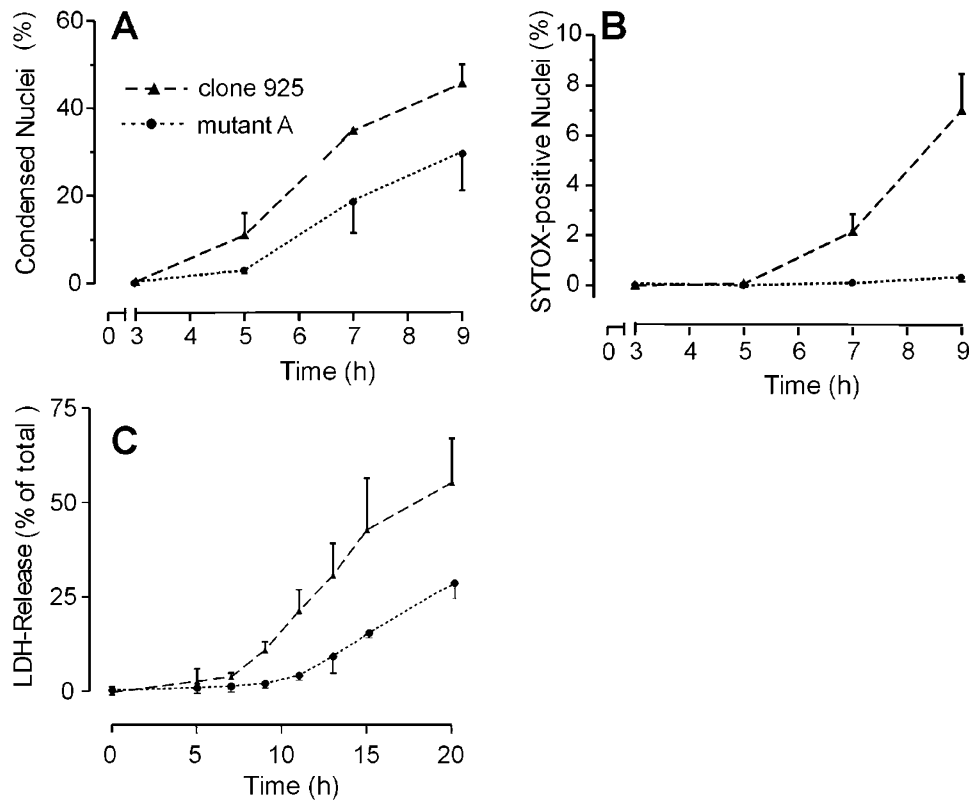 A
Condensed Nuclei (%)
60
40
20
0
clone 925
mutant A
0 3 4 5 6 7 8 9
Time (h)
B
SYTOX-positive Nuclei (%)
10
8
6
4
2
0
0 3 4 5 6 7 8 9
Time (h)
C
LDH-Release (% of total )
75
50
25
0
0 5 10 15 20
Time (h)